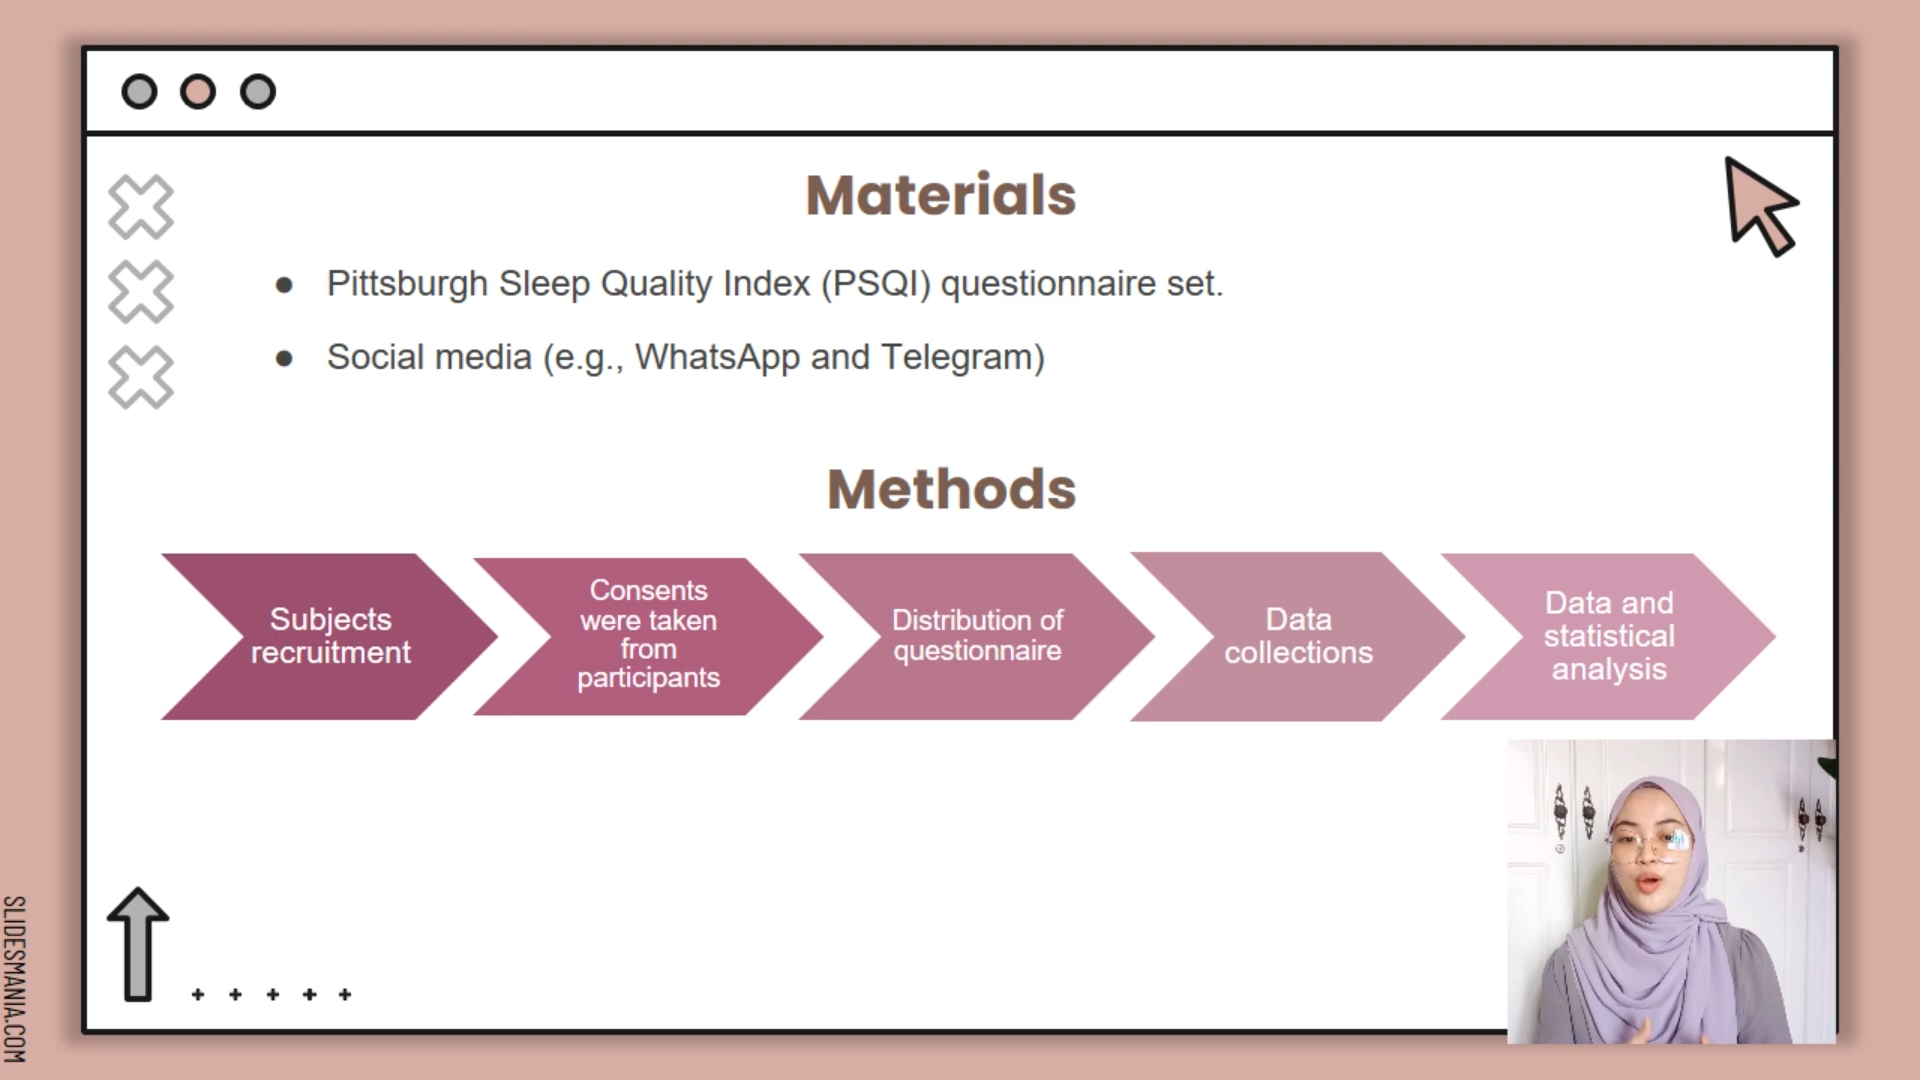 Materials
● Pittsburgh Sleep Quality Index (PSQI) questionnaire set.
● Social media (e.g., WhatsApp and Telegram)
Methods
Subjects
recruitment
Consents
were taken
from
participants
Distribution of
questionnaire
Data
collections
Data and
statistical
analysis
SLIDESMANIA.COM